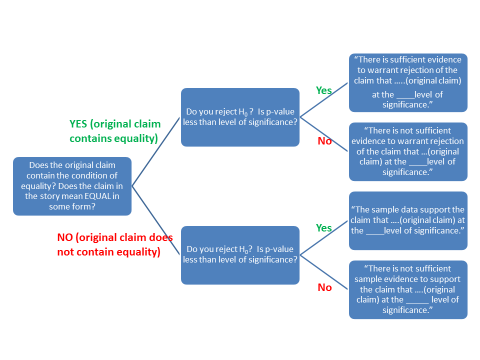 Does the original claim
contain the condition of
equality? Does the claim in
the story mean EQUAL in
some form?
YES (original claim
contains equality)
Do you reject H0? Is p-value
less than level of significance?
Yes
"There is sufficient evidence
to warrant rejection of the
claim that …..(original claim)
at the ____level of
significance."
No
"There is not sufficient
evidence to warrant rejection
of the claim that …(original
claim) at the ____level of
significance."
NO (original claim does
not contain equality)
Do you reject H0? Is p-value
less than level of significance?
Yes
"The sample data support the
claim that ….(original claim) at
the ____level of significance."
No
"There is not sufficient
sample evidence to support
the claim that ….(original
claim) at the _____ level of
significance."